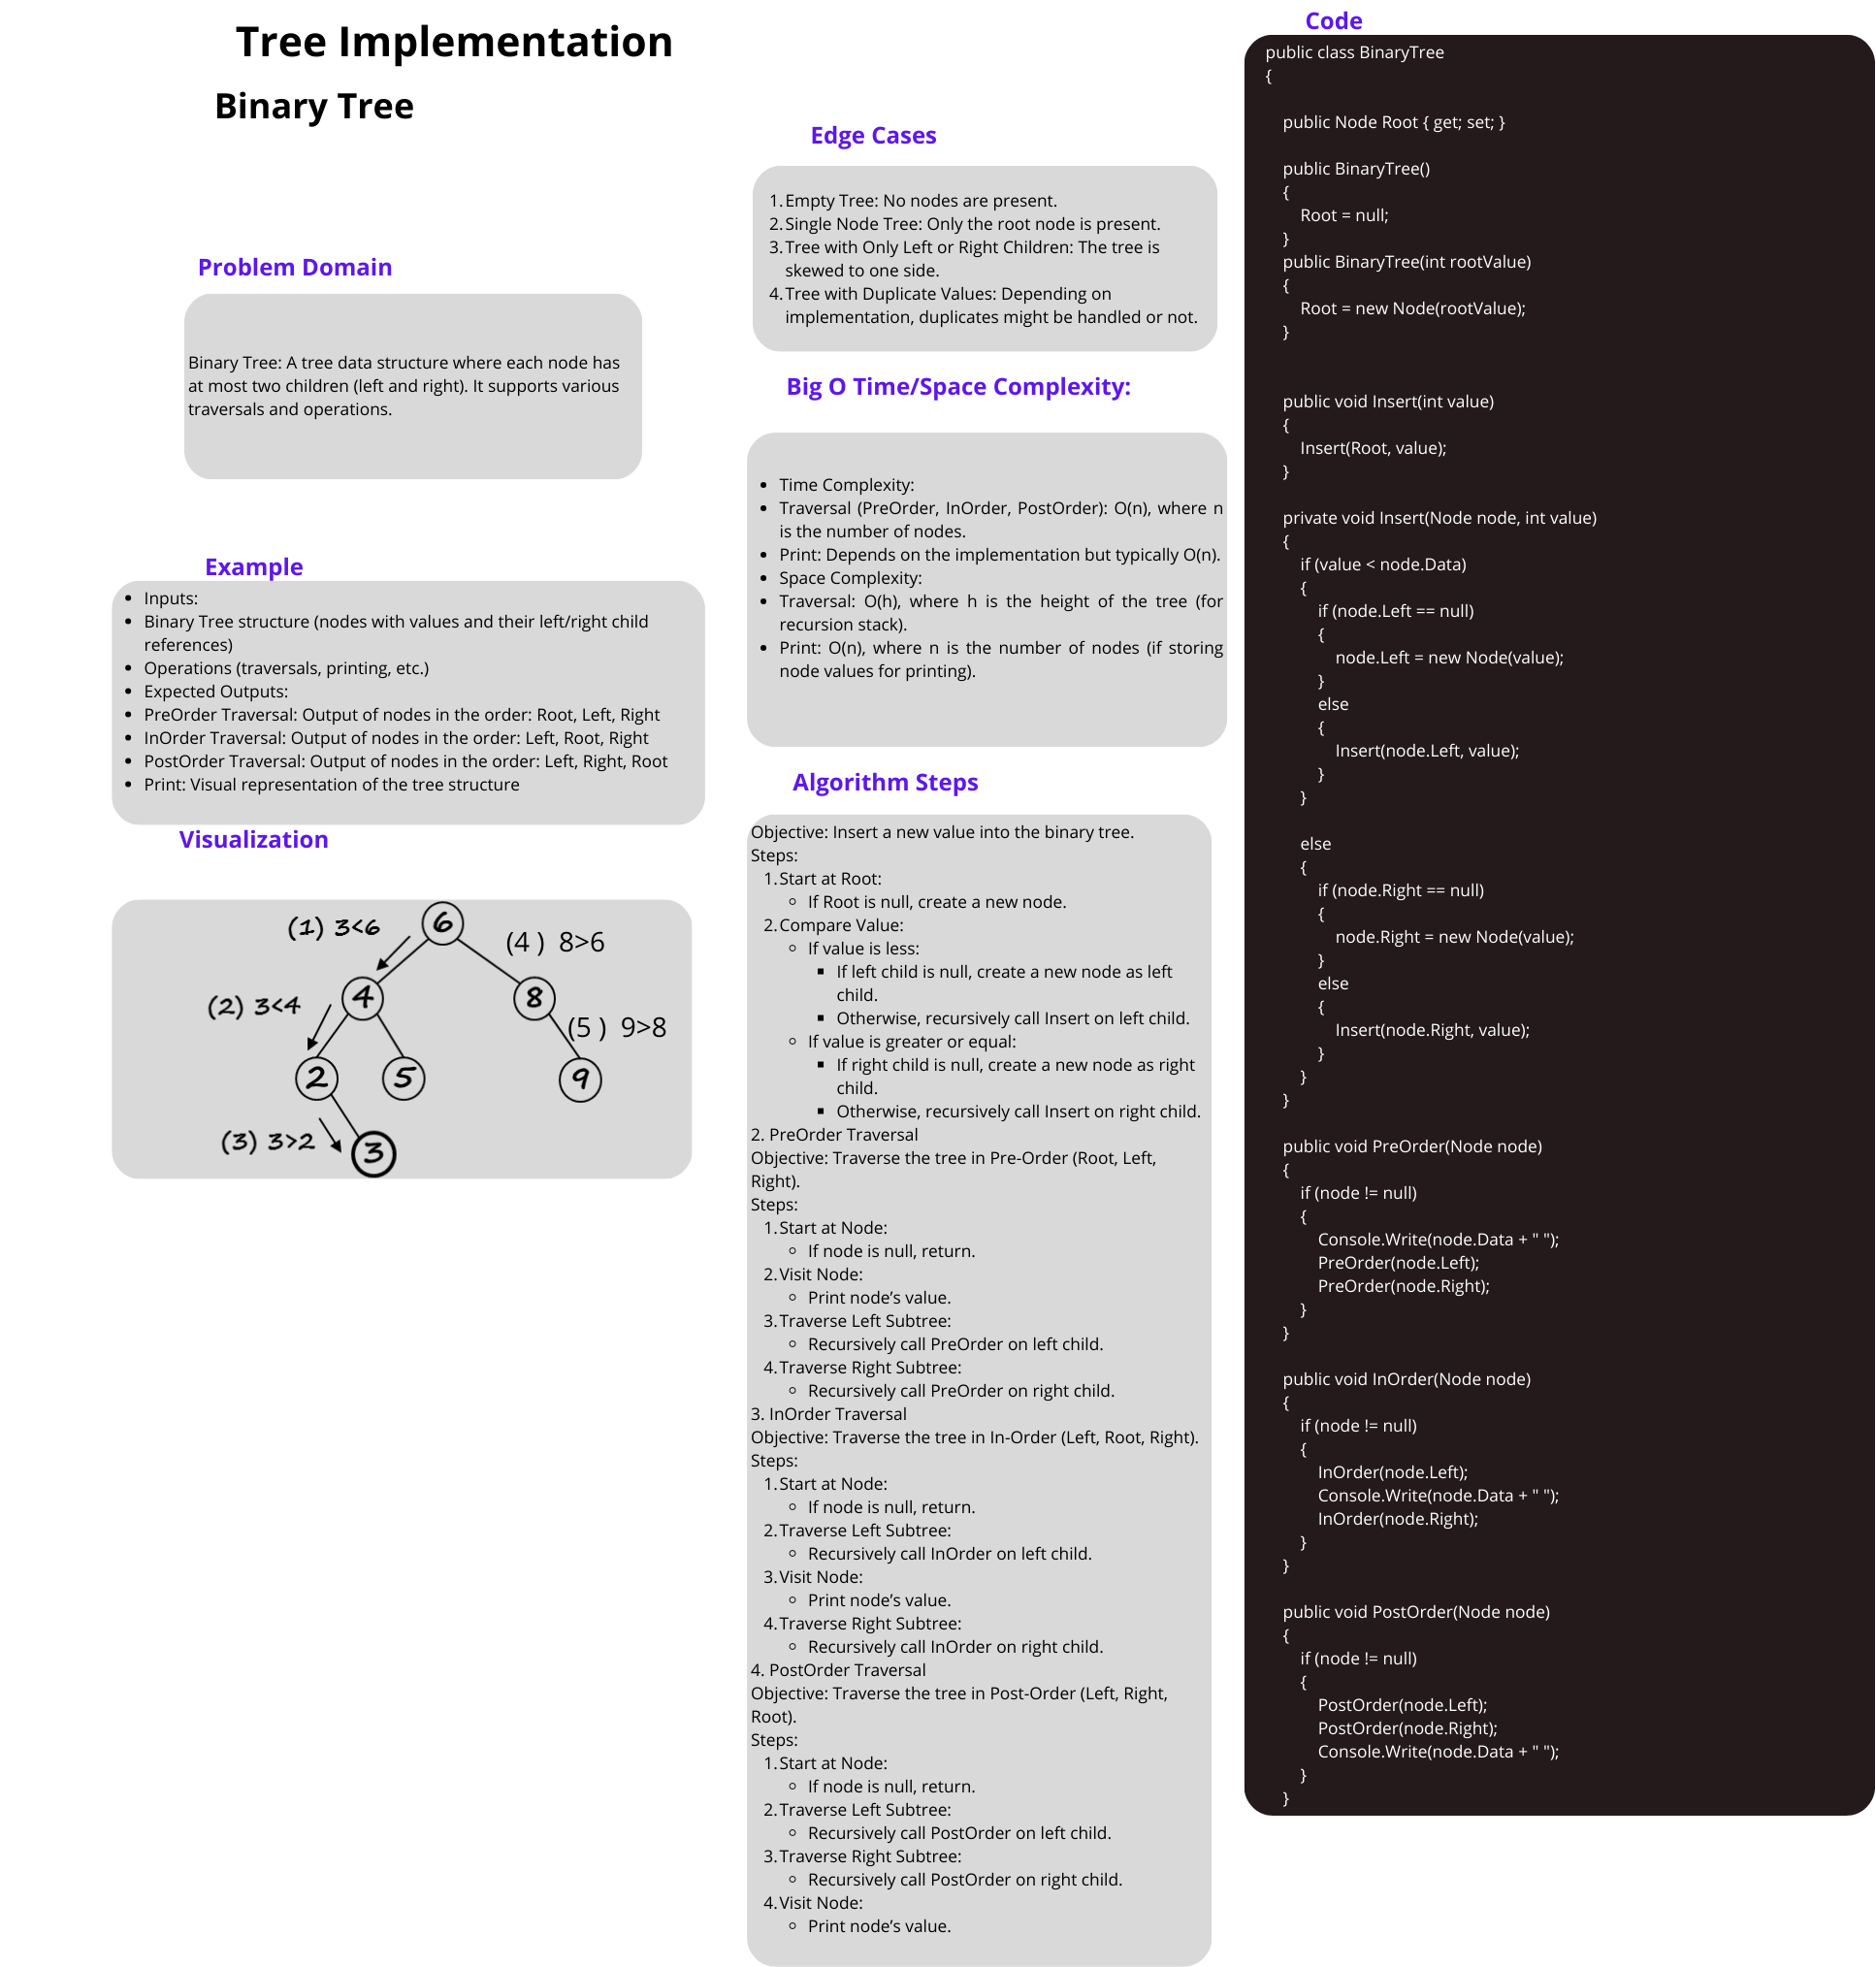 Tree Implementation
Binary Tree
Problem Domain
Binary Tree: A tree data structure where each node has
at most two children (left and right). It supports various
traversals and operations.
Example
• Inputs:
• Binary Tree structure (nodes with values and their left/right child
references)
• Operations (traversals, printing, etc.)
• Expected Outputs:
• PreOrder Traversal: Output of nodes in the order: Root, Left, Right
• InOrder Traversal: Output of nodes in the order: Left, Root, Right
• PostOrder Traversal: Output of nodes in the order: Left, Right, Root
• Print: Visual representation of the tree structure
Visualization
(1) 3<6
6
(4 ) 8>6
(2) 3<4
4
8
(5 ) 9>8
2
5
9
(3) 3>2
3
Edge Cases
1. Empty Tree: No nodes are present.
2. Single Node Tree: Only the root node is present.
3. Tree with Only Left or Right Children: The tree is
skewed to one side.
4. Tree with Duplicate Values: Depending on
implementation, duplicates might be handled or not.
Big O Time/Space Complexity:
• Time Complexity:
• Traversal (PreOrder, InOrder, PostOrder): O(n), where n
is the number of nodes.
• Print: Depends on the implementation but typically O(n).
• Space Complexity:
• Traversal: O(h), where h is the height of the tree (for
recursion stack).
• Print: O(n), where n is the number of nodes (if storing
node values for printing).
Algorithm Steps
Objective: Insert a new value into the binary tree.
Steps:
1. Start at Root:
◦ If Root is null, create a new node.
2. Compare Value:
◦ If value is less:
▪ If left child is null, create a new node as left
child.
▪ Otherwise, recursively call Insert on left child.
◦ If value is greater or equal:
▪ If right child is null, create a new node as right
child.
▪ Otherwise, recursively call Insert on right child.
2. PreOrder Traversal
Objective: Traverse the tree in Pre-Order (Root, Left,
Right).
Steps:
1. Start at Node:
◦ If node is null, return.
2. Visit Node:
◦ Print node’s value.
3. Traverse Left Subtree:
◦ Recursively call PreOrder on left child.
4. Traverse Right Subtree:
◦ Recursively call PreOrder on right child.
3. InOrder Traversal
Objective: Traverse the tree in In-Order (Left, Root, Right).
Steps:
1. Start at Node:
◦ If node is null, return.
2. Traverse Left Subtree:
◦ Recursively call InOrder on left child.
3. Visit Node:
◦ Print node’s value.
4. Traverse Right Subtree:
◦ Recursively call InOrder on right child.
4. PostOrder Traversal
Objective: Traverse the tree in Post-Order (Left, Right,
Root).
Steps:
1. Start at Node:
◦ If node is null, return.
2. Traverse Left Subtree:
◦ Recursively call PostOrder on left child.
3. Traverse Right Subtree:
◦ Recursively call PostOrder on right child.
4. Visit Node:
◦ Print node’s value.
Code
public class BinaryTree
{
public Node Root { get; set; }
public BinaryTree()
{
Root = null;
}
public BinaryTree(int rootValue)
{
Root = new Node(rootValue);
}
public void Insert(int value)
{
Insert(Root, value);
}
private void Insert(Node node, int value)
{
if (value < node.Data)
{
if (node.Left == null)
{
node.Left = new Node(value);
}
else
{
Insert(node.Left, value);
}
}
else
{
if (node.Right == null)
{
node.Right = new Node(value);
}
else
{
Insert(node.Right, value);
}
}
}
public void PreOrder(Node node)
{
if (node != null)
{
Console.Write(node.Data + " ");
PreOrder(node.Left);
PreOrder(node.Right);
}
}
public void InOrder(Node node)
{
if (node != null)
{
InOrder(node.Left);
Console.Write(node.Data + " ");
InOrder(node.Right);
}
}
public void PostOrder(Node node)
{
if (node != null)
{
PostOrder(node.Left);
PostOrder(node.Right);
Console.Write(node.Data + " ");
}
}